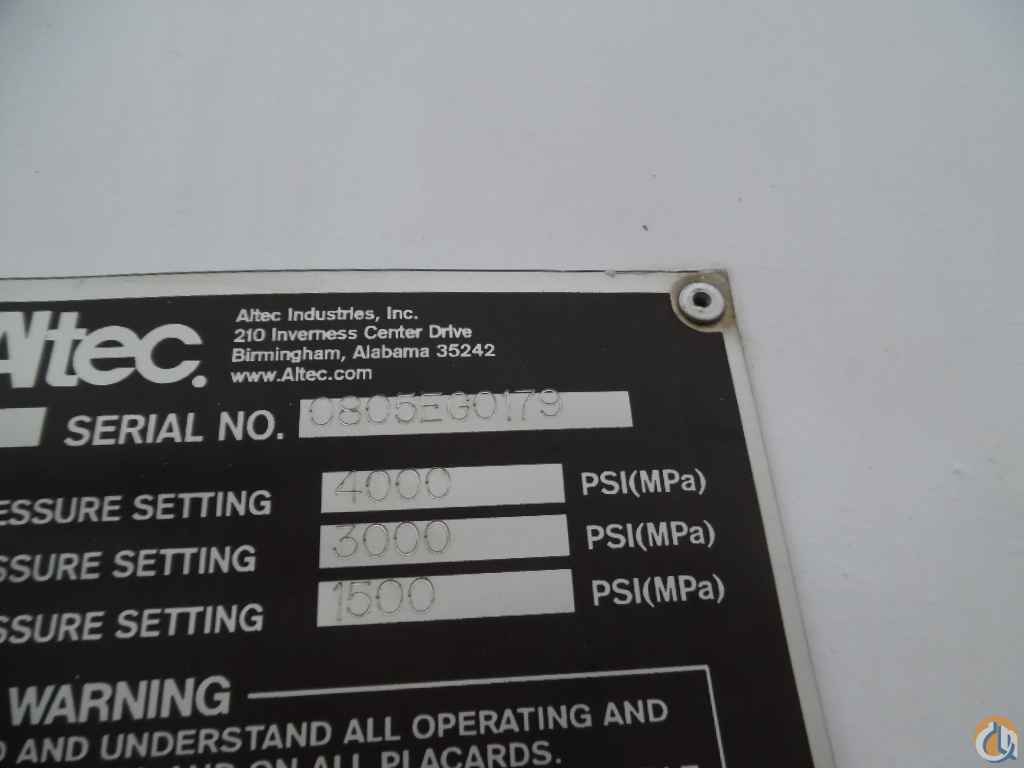 Altec.
Altec Industries, Inc.
210 Inverness Center Drive
Birmingham, Alabama 35242
www.Altec.com
SERIAL NO. 0805EG0179
ESSURE SETTING 4000 PSI(MPa)
SSURE SETTING 3000 PSI(MPa)
SSURE SETTING 1500 PSI(MPa)
WARNING
AND UNDERSTAND ALL OPERATING AND
ON ALL PLACARDS.